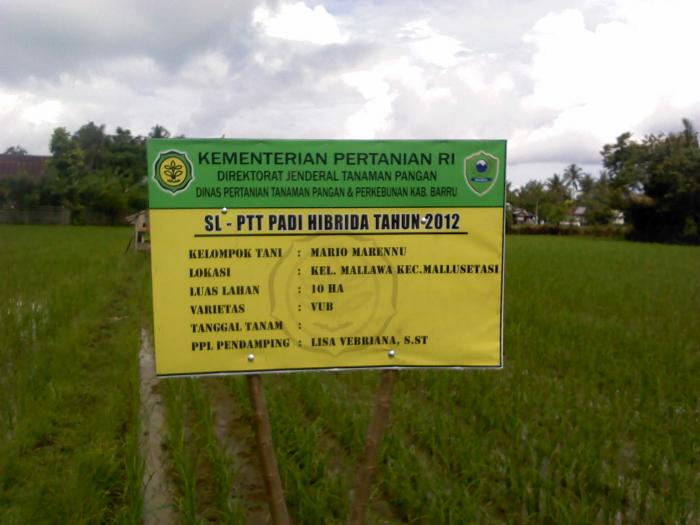 KEMENTERIAN PERTANIAN RI
DIREKTORAT JENDERAL TANAMAN PANGAN
DINAS PERTANIAN TANAMAN PANGAN & PERKEBUNAN KAB. BARRU
SL - PTT PADI HIBRIDA TAHUN 2012
KELOMPOK TANI : MARIO MARENNU
LOKASI : KEL. MALLAWA KEC.MALLUSETASI
LUAS LAHAN : 10 HA
VARIETAS : VUB
TANGGAL TANAM :
PPL PENDAMPING : LISA VEBRIANA, S.ST